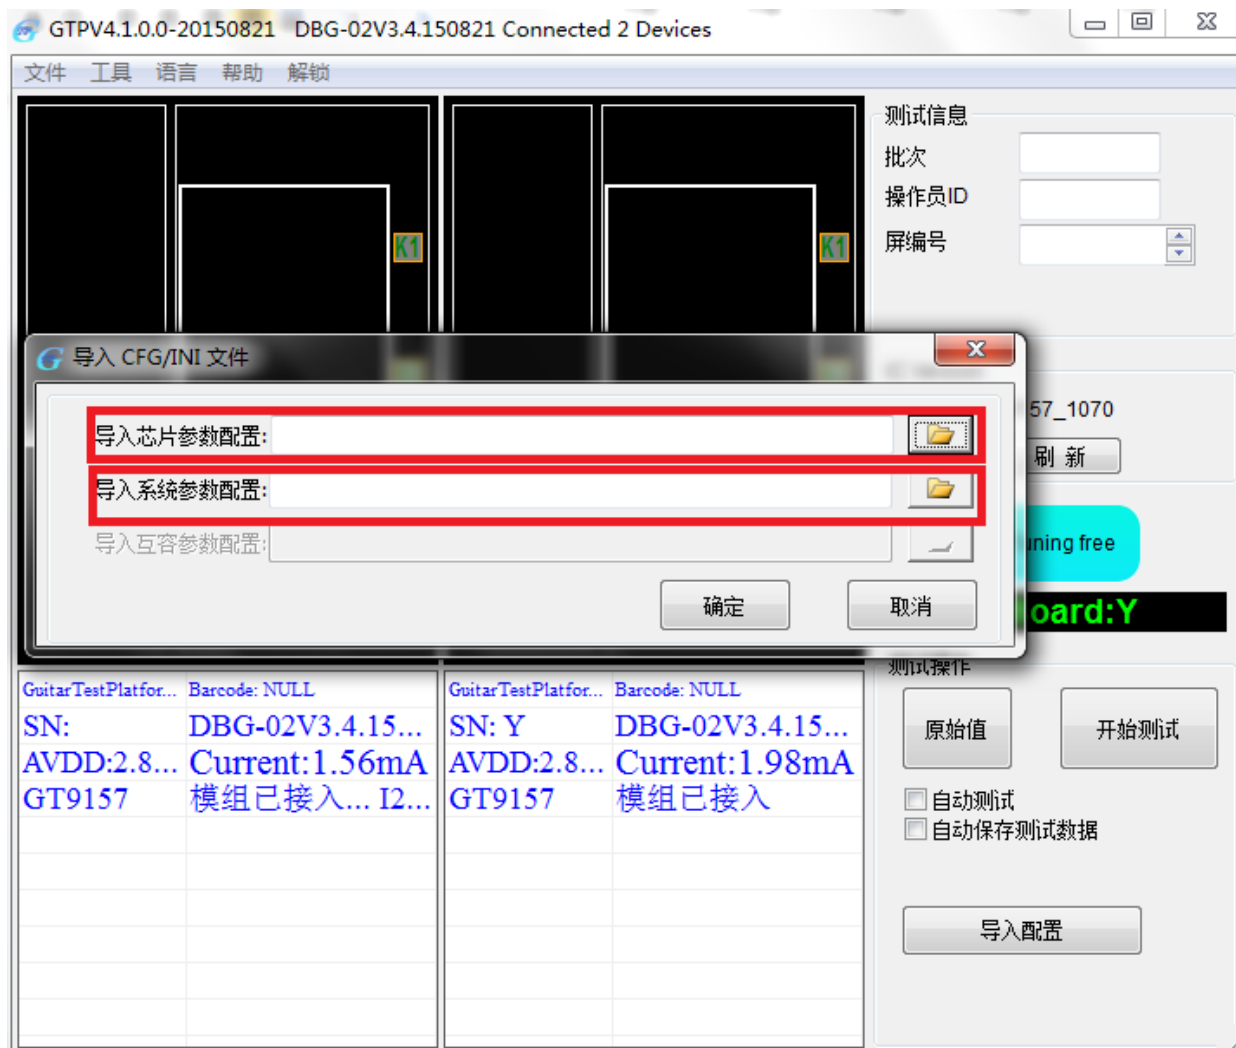 GTPV4.1.0.0-20150821 DBG-02V3.4.150821 Connected 2 Devices
文件 工具 语言 帮助 解锁
K1
K1
测试信息
批次
操作员ID
屏编号
导入 CFG/INI 文件
导入芯片参数配置:
导入系统参数配置:
导入互容参数配置:
确定
取消
57_1070
刷 新
uning free
oard:Y
GuitarTestPlatfor... Barcode: NULL
SN: DBG-02V3.4.15...
AVDD:2.8... Current:1.56mA
GT9157 模组已接入... I2...
GuitarTestPlatfor... Barcode: NULL
SN: Y DBG-02V3.4.15...
AVDD:2.8... Current:1.98mA
GT9157 模组已接入
测试操作
原始值
开始测试
自动测试
自动保存测试数据
导入配置